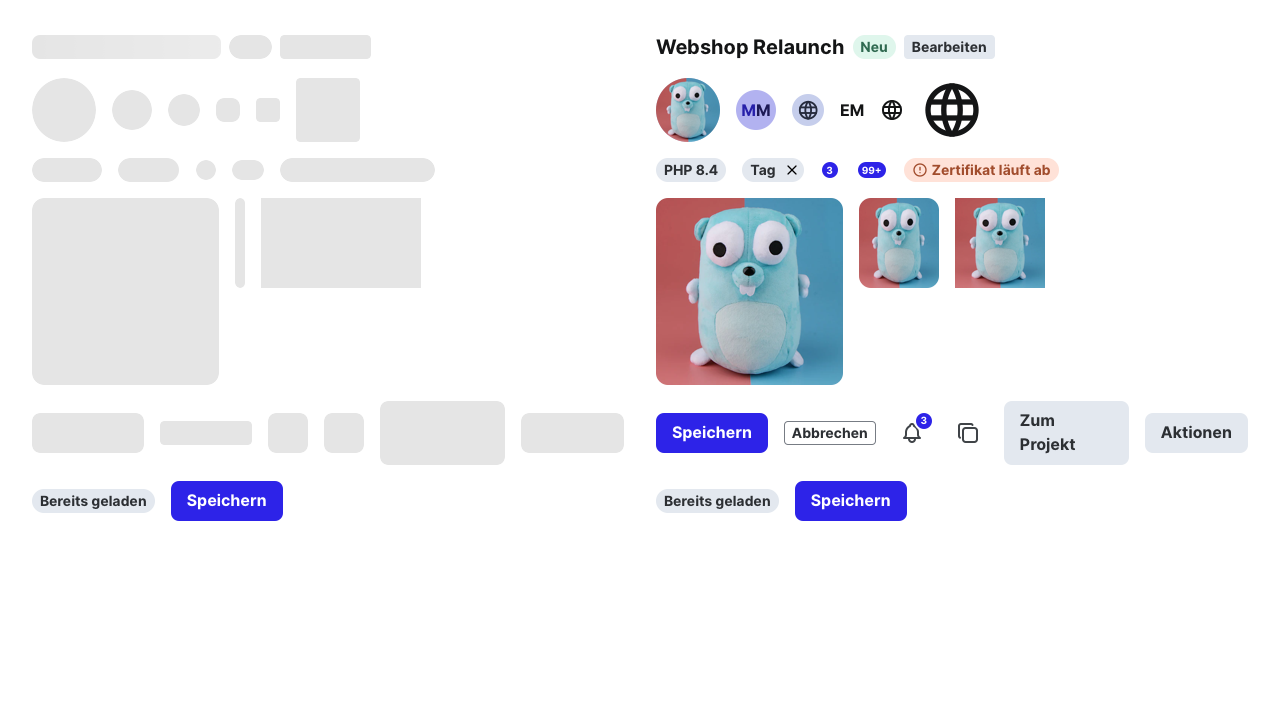 Webshop Relaunch Neu Bearbeiten
MM EM
PHP 8.4 Tag 3 99+ Zertifikat läuft ab
Speichern Abbrechen 3 Zum Projekt Aktionen
Bereits geladen Speichern
Bereits geladen Speichern